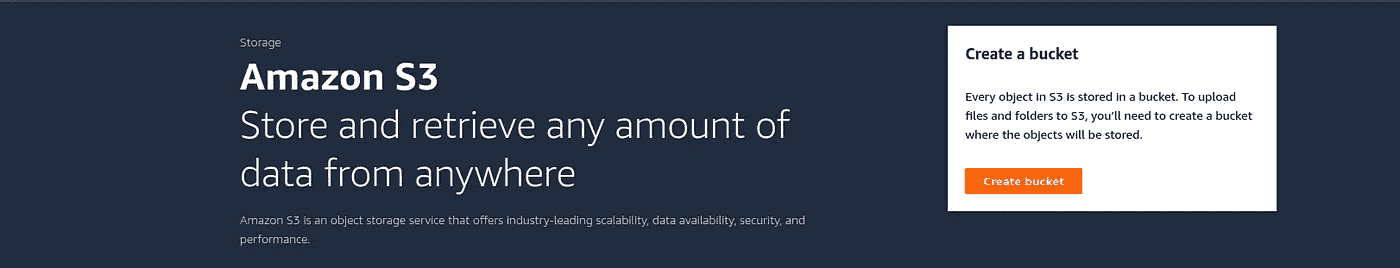 Storage
Amazon S3
Store and retrieve any amount of
data from anywhere
Amazon S3 is an object storage service that offers industry-leading scalability, data availability, security, and
performance.
Create a bucket
Every object in S3 is stored in a bucket. To upload
files and folders to S3, you’ll need to create a bucket
where the objects will be stored.
Create bucket